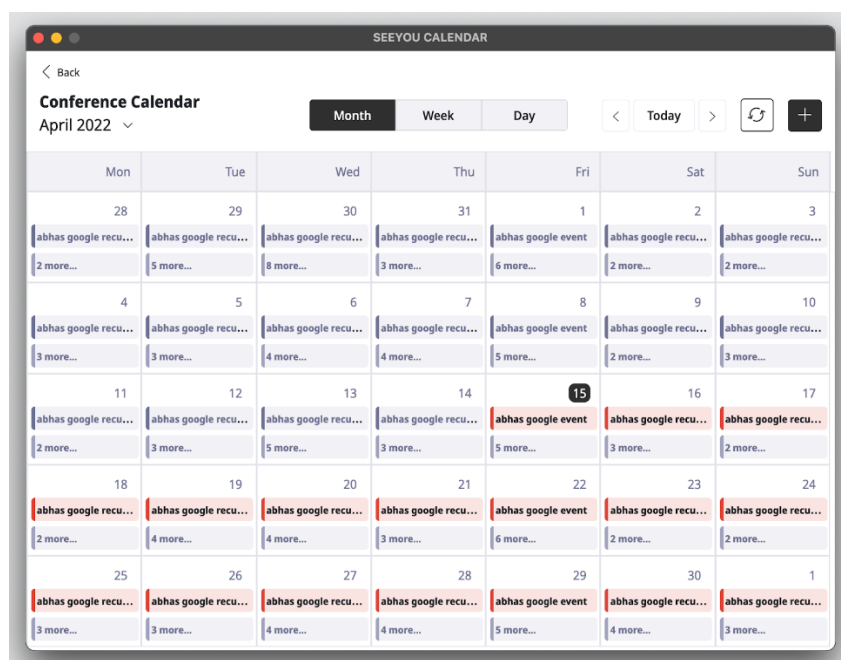 SEEYOU CALENDAR
Back
Conference Calendar
April 2022
Month Week Day Today
Mon Tue Wed Thu Fri Sat Sun
28 29 30 31 1 2 3
abhas google recu... abhas google recu... abhas google recu... abhas google recu... abhas google event abhas google recu... abhas google recu...
2 more... 5 more... 8 more... 3 more... 6 more... 2 more... 2 more...
4 5 6 7 8 9 10
abhas google recu... abhas google recu... abhas google recu... abhas google recu... abhas google event abhas google recu... abhas google recu...
3 more... 3 more... 4 more... 4 more... 5 more... 2 more... 3 more...
11 12 13 14 15 16 17
abhas google recu... abhas google recu... abhas google recu... abhas google recu... abhas google event abhas google recu... abhas google recu...
2 more... 3 more... 5 more... 3 more... 5 more... 3 more... 2 more...
18 19 20 21 22 23 24
abhas google recu... abhas google recu... abhas google recu... abhas google recu... abhas google event abhas google recu... abhas google recu...
2 more... 4 more... 4 more... 3 more... 6 more... 2 more... 2 more...
25 26 27 28 29 30 1
abhas google recu... abhas google recu... abhas google recu... abhas google recu... abhas google event abhas google recu... abhas google recu...
3 more... 3 more... 4 more... 4 more... 5 more... 4 more... 3 more...